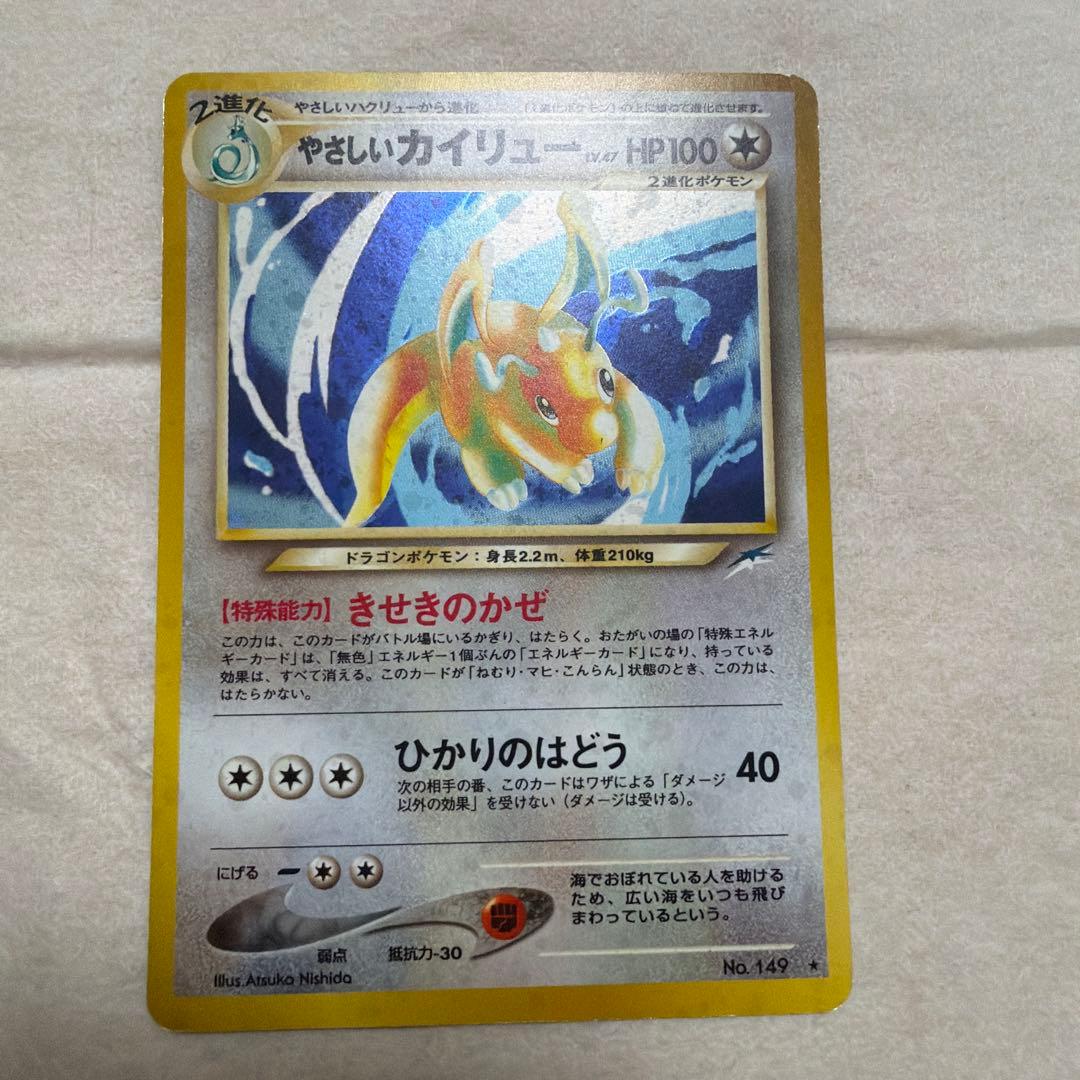 2進化
やさしいハクリューから進化 (1進化ポケモン)の上に重ねて進化させます。
やさしいカイリュー LV.47 HP100
2進化ポケモン
ドラゴンポケモン:身長2.2m、体重210kg
【特殊能力】きせきのかぜ
この力は、このカードがバトル場にいるかぎり、はたらく。おたがいの場の「特殊エネル
ギーカード」は、「無色」エネルギー1個ぶんの「エネルギーカード」になり、持っている
効果は、すべて消える。このカードが「ねむり・マヒ・こんらん」状態のとき、この力は、
はたらかない。
ひかりのはどう 40
次の相手の番、このカードはワザによる「ダメージ
以外の効果」を受けない(ダメージは受ける)。
にげる
弱点 抵抗力-30
海でおぼれている人を助ける
ため、広い海をいつも飛び
まわっているという。
Illus.Atsuko Nishida
No. 149 ★